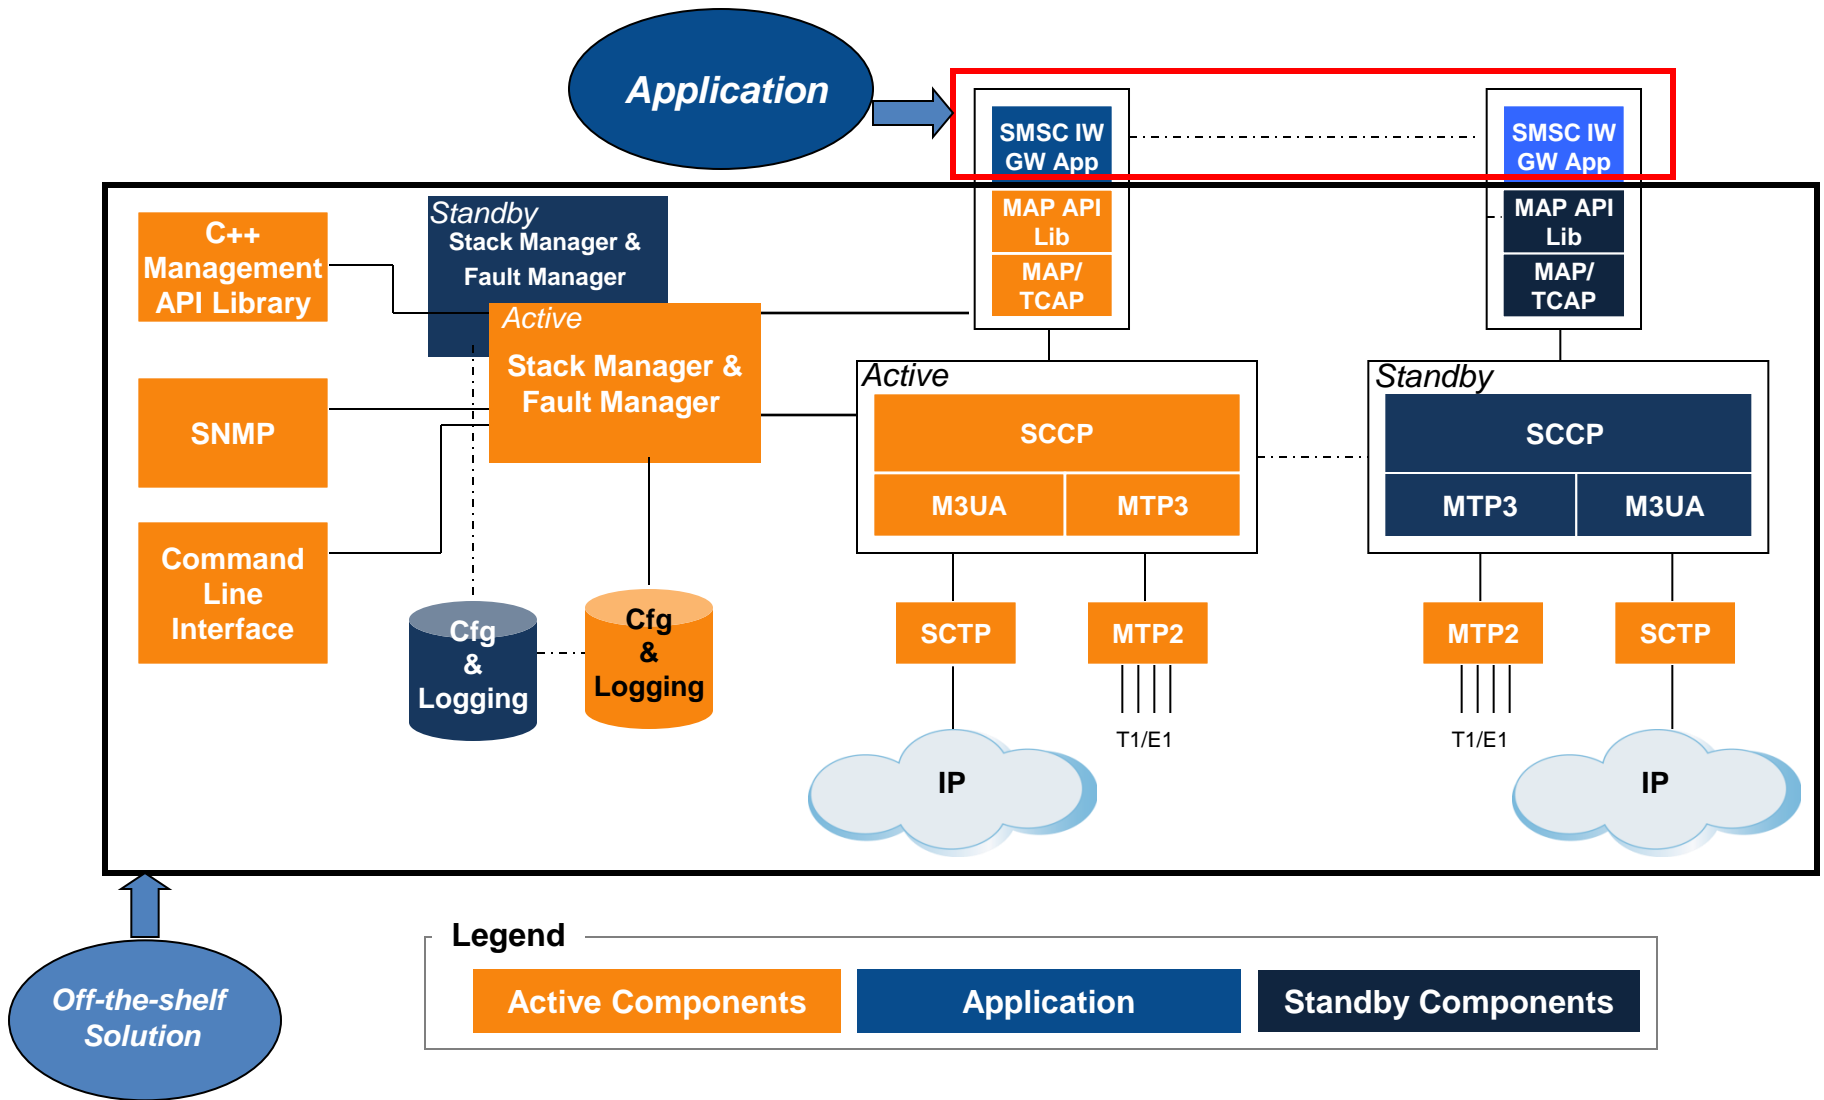 Application
SMSC IW
GW App
SMSC IW
GW App
MAP API
Lib
MAP/
TCAP
MAP API
Lib
MAP/
TCAP
C++
Management
API Library
SNMP
Command
Line
Interface
Standby
Stack Manager &
Fault Manager
Active
Stack Manager &
Fault Manager
Cfg
&
Logging
Cfg
&
Logging
Active
SCCP
M3UA
MTP3
Standby
SCCP
MTP3
M3UA
SCTP
MTP2
MTP2
SCTP
T1/E1
T1/E1
IP
IP
Off-the-shelf
Solution
Legend
Active Components
Application
Standby Components